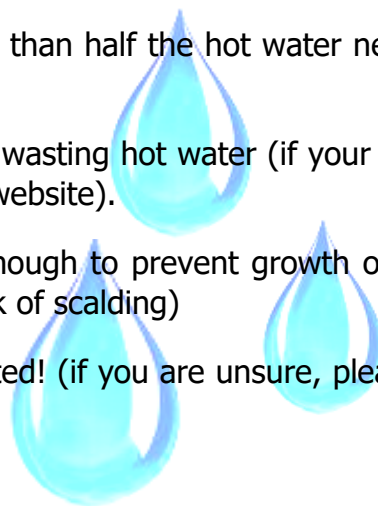 than half the hot water ne
wasting hot water (if your
website).
nough to prevent growth o
k of scalding)
ted! (if you are unsure, plea